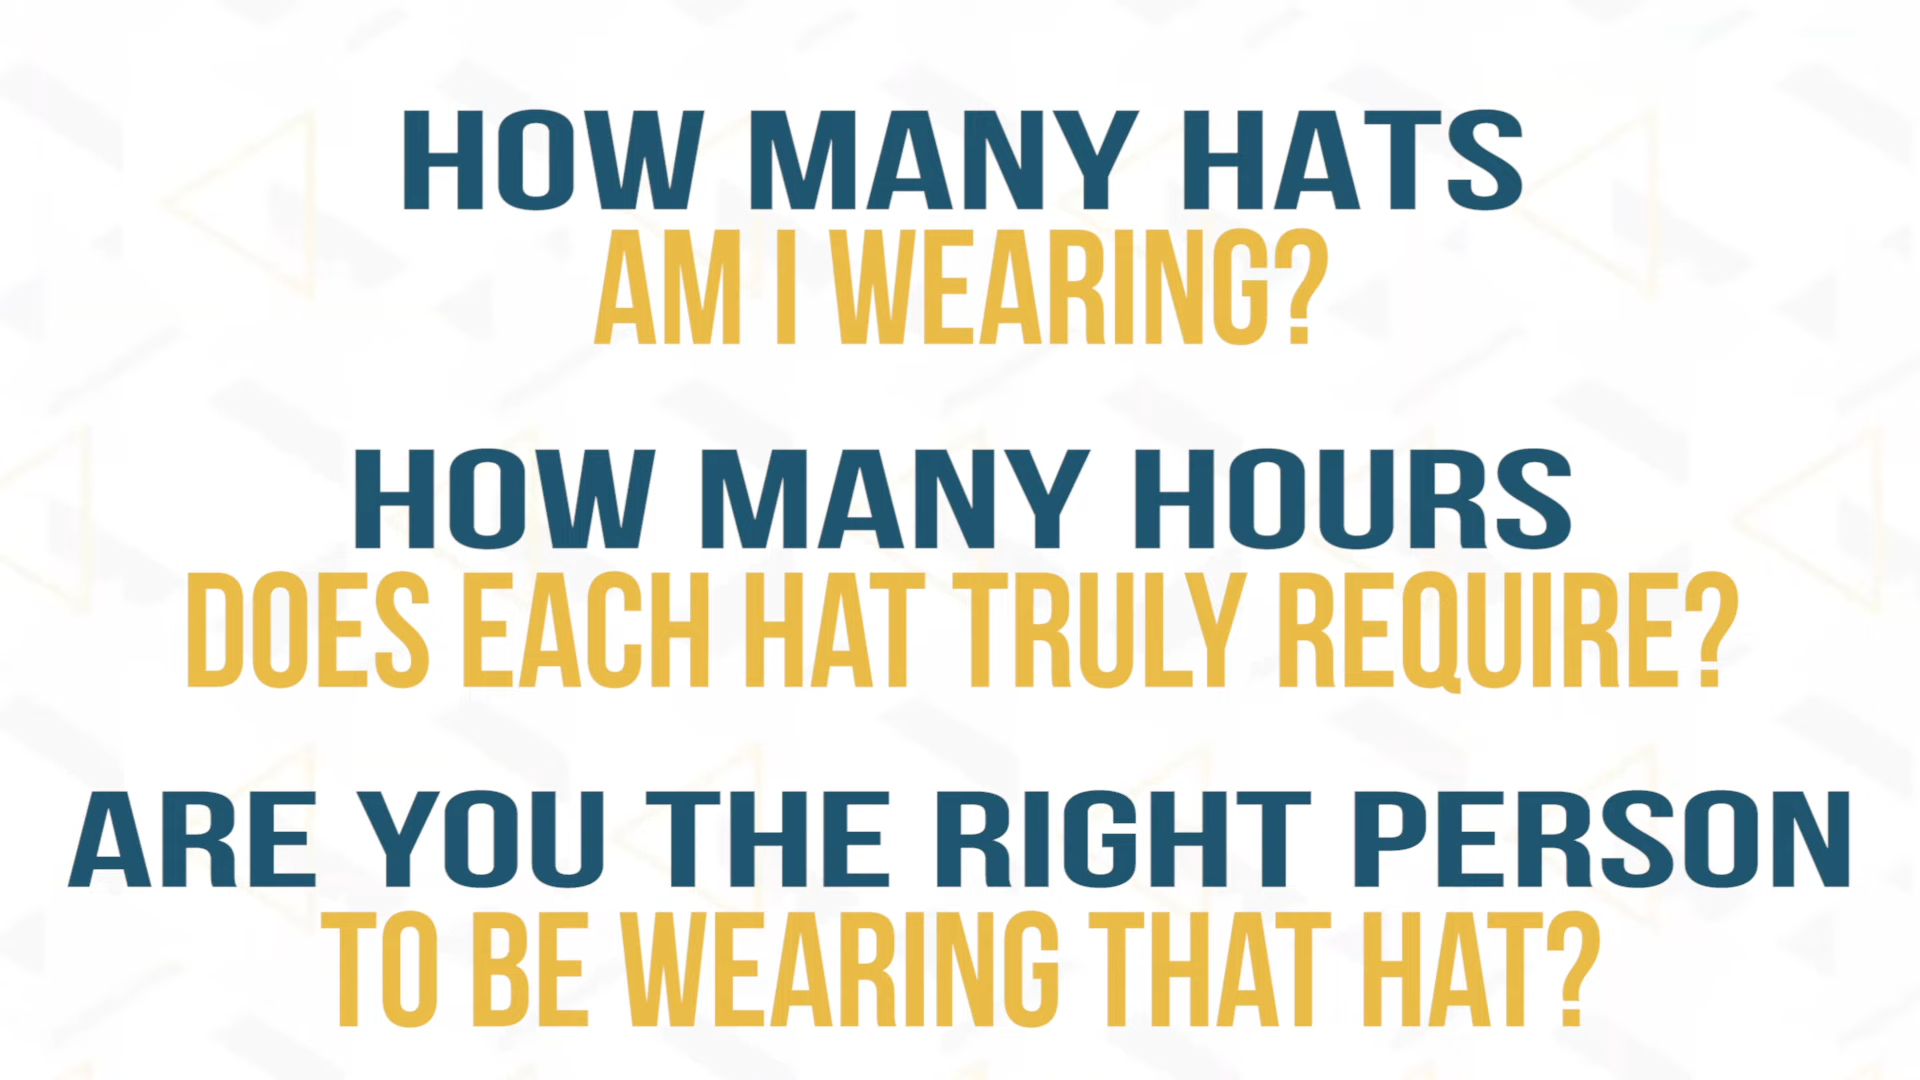 HOW MANY HATS
AM I WEARING?
HOW MANY HOURS
DOES EACH HAT TRULY REQUIRE?
ARE YOU THE RIGHT PERSON
TO BE WEARING THAT HAT?